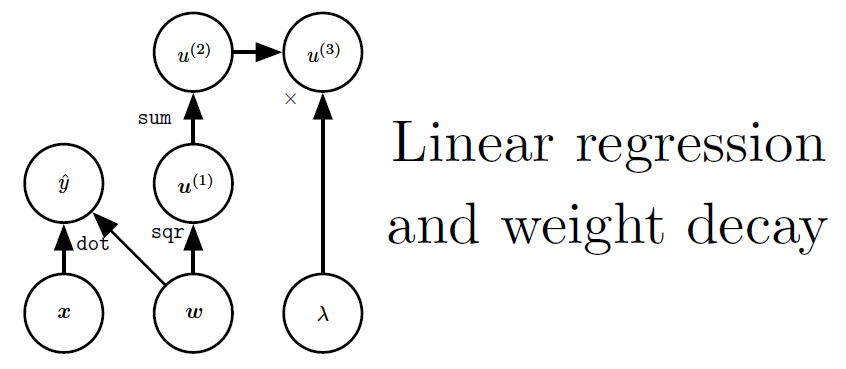 u(2) u(3)
×
sum
ŷ u(1)
sqr
dot
x w λ
Linear regression
and weight decay